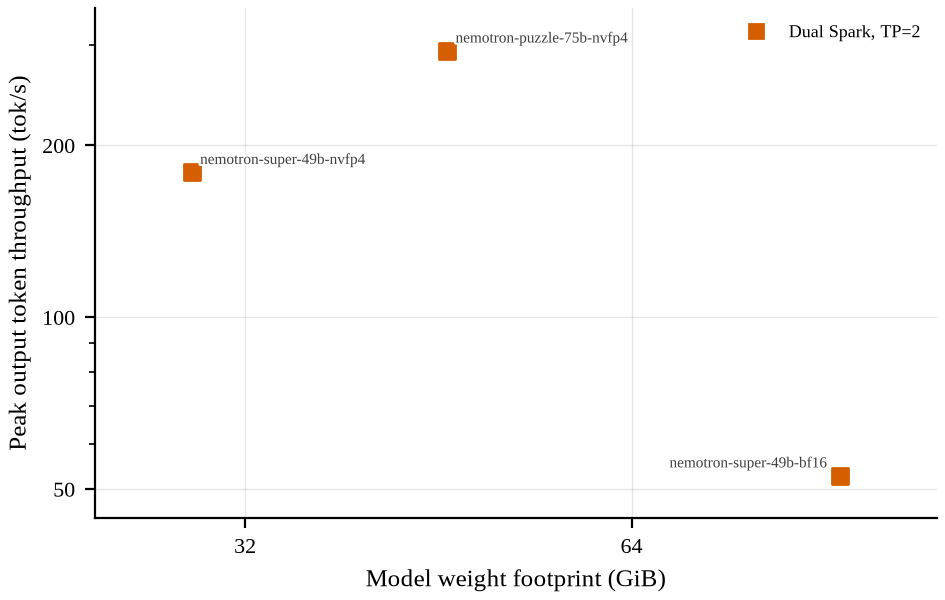 nemotron-puzzle-75b-nvfp4
Dual Spark, TP=2
nemotron-super-49b-nvfp4
nemotron-super-49b-bf16
Peak output token throughput (tok/s)
200
100
50
32
64
Model weight footprint (GiB)